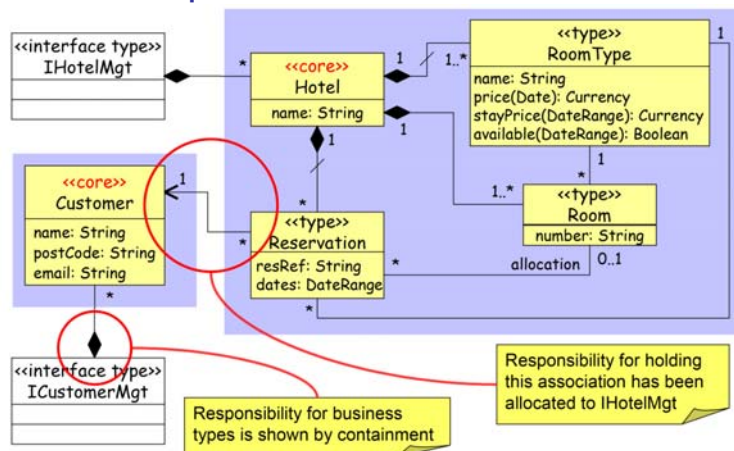 <<interface type>>
IHotelMgt
*
<<core>>
Hotel
name: String
1
1..*
1
1
<<type>>
RoomType
name: String
price(Date): Currency
stayPrice(DateRange): Currency
available(DateRange): Boolean
1
1
*
1..*
<<type>>
Room
number: String
0..1
allocation
<<core>>
Customer
name: String
postCode: String
email: String
1
*
*
<<type>>
Reservation
resRef: String
dates: DateRange
*
*
*
<<interface type>>
ICustomerMgt
Responsibility for business
types is shown by containment
Responsibility for holding
this association has been
allocated to IHotelMgt